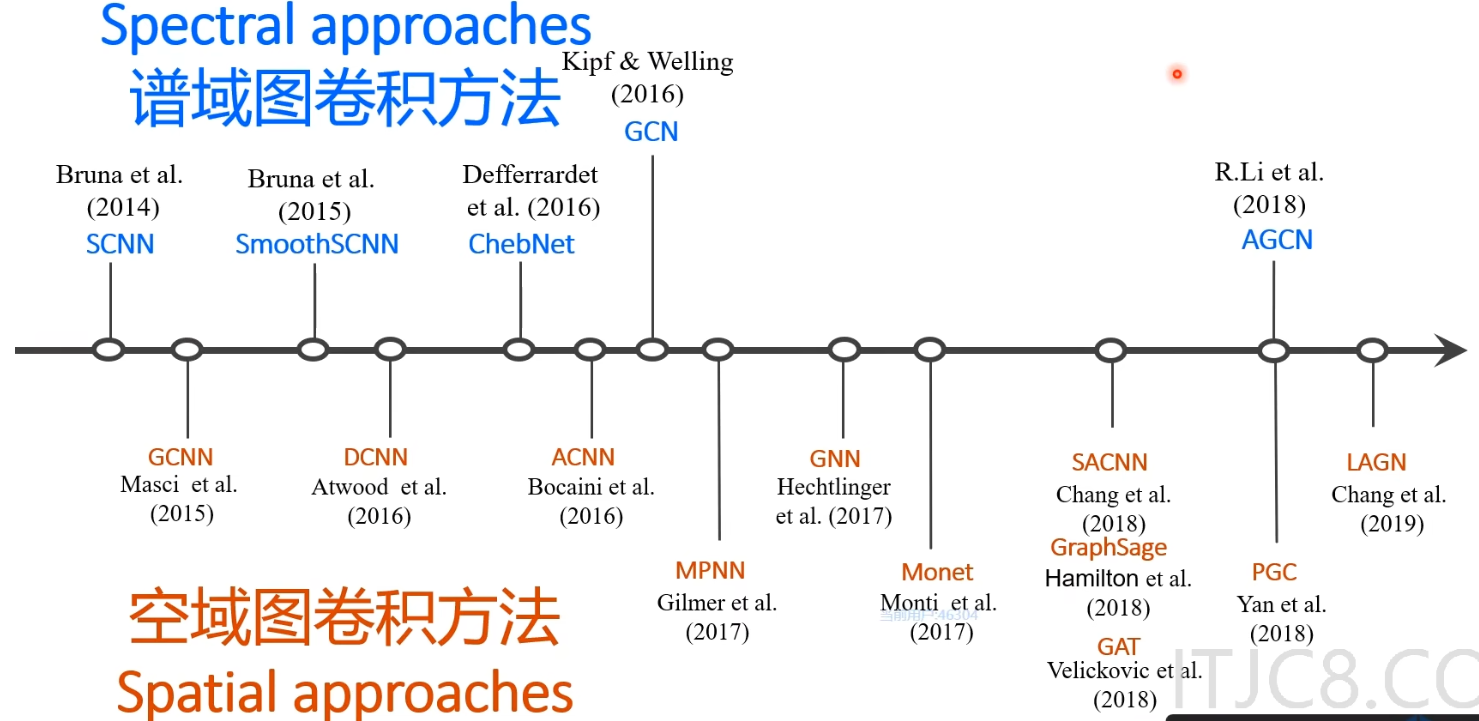 Spectral approaches
谱域图卷积方法
Kipf & Welling
(2016)
GCN
Bruna et al.
(2014)
SCNN
Bruna et al.
(2015)
SmoothSCNN
Defferrardet
et al. (2016)
ChebNet
R.Li et al.
(2018)
AGCN
GCNN
Masci et al.
(2015)
DCNN
Atwood et al.
(2016)
ACNN
Bocaini et al.
(2016)
MPNN
Gilmer et al.
(2017)
GNN
Hechtlinger
et al. (2017)
Monet
Monti et al.
(2017)
当前用户:46304
SACNN
Chang et al.
(2018)
GraphSage
Hamilton et al.
(2018)
GAT
Velickovic et al.
(2018)
PGC
Yan et al.
(2018)
LAGN
Chang et al.
(2019)
空域图卷积方法
Spatial approaches
ITJC8.CC